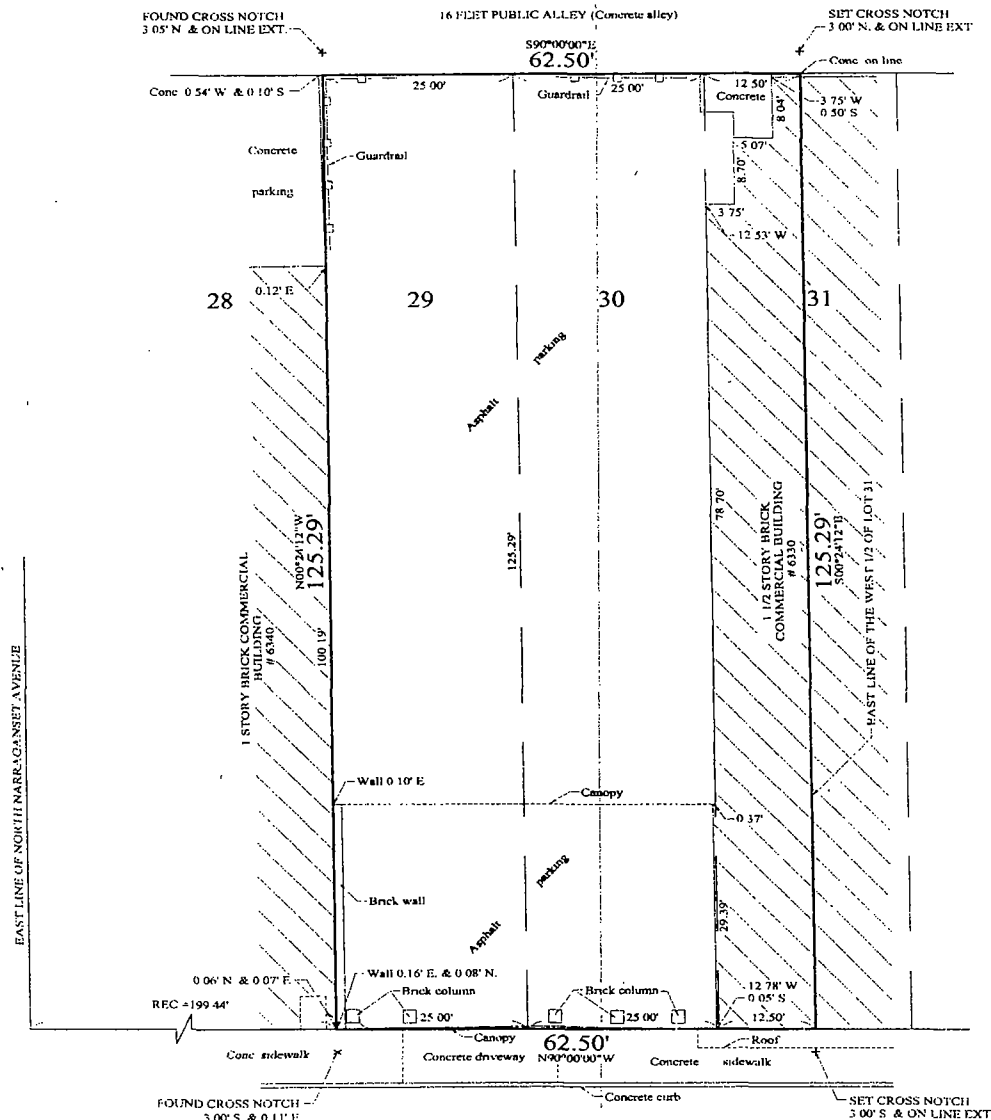 FOUND CROSS NOTCH
3.05' N & ON LINE EXT.
16 FEET PUBLIC ALLEY (Concrete alley)
SET CROSS NOTCH
3 00' N. & ON LINE EXT
S90°00'00"E
62.50'
Conc on line
Conc 0.54' W & 0 10' S
25 00'
Guardrail
25 00'
12 50'
Concrete
8 04'
3 75' W
0.50' S
Concrete
parking
Guardrail
5 07'
8.70'
3 75'
12 53' W
0.12' E
28
29
30
31
Asphalt parking
N00°24'12"W
125.29'
125.29'
78 70'
125.29'
S00°24'12"E
1 STORY BRICK COMMERCIAL
BUILDING
# 6340
100 19'
1 1/2 STORY BRICK
COMMERCIAL BUILDING
# 6330
EAST LINE OF THE WEST 1/2 OF LOT 31
EAST LINE OF NORTH NARRAGANSET AVENUE
Wall 0 10' E
Canopy
0 37'
Asphalt parking
Brick wall
29.39'
0 06' N & 0 07' E
Wall 0.16' E. & 0 08' N.
12 78' W
0 05' S
Brick column
Brick column
REC =199 44'
25 00'
25 00'
12.50'
Canopy
62.50'
N90°00'00"W
Roof
Conc sidewalk
Concrete driveway
Concrete sidewalk
Concrete curb
FOUND CROSS NOTCH
3 00' S & 0 11' E
SET CROSS NOTCH
3 00' S & ON LINE EXT